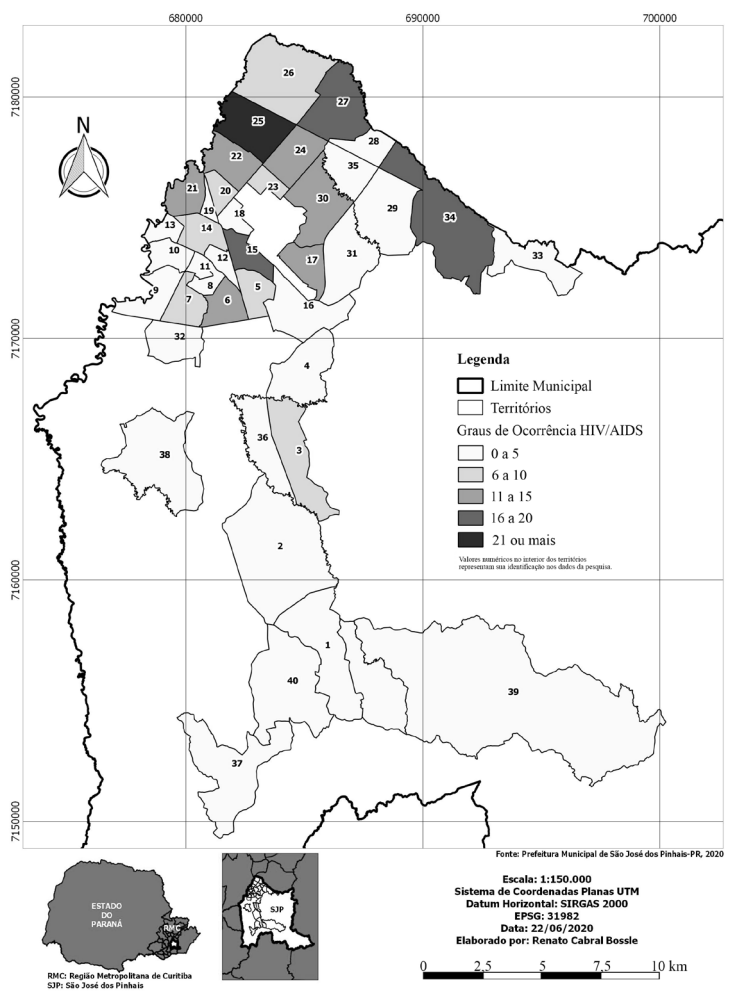 680000
690000
700000
7180000
7170000
7160000
7150000
N
26
27
25
28
24
22
35
23
21
20
30
29
19
18
34
13
14
15
10
12
17
31
33
11
9
8
5
7
6
16
32
4
36
3
38
2
1
40
39
37
Legenda
Limite Municipal
Territórios
Graus de Ocorrência HIV/AIDS
0 a 5
6 a 10
11 a 15
16 a 20
21 ou mais
Valores numéricos no interior dos territórios
representam sua identificação nos dados da pesquisa.
Fonte: Prefeitura Municipal de São José dos Pinhais-PR, 2020
ESTADO
DO
PARANÁ
RMC
SJP
RMC: Região Metropolitana de Curitiba
SJP: São José dos Pinhais
Escala: 1:150.000
Sistema de Coordenadas Planas UTM
Datum Horizontal: SIRGAS 2000
EPSG: 31982
Data: 22/06/2020
Elaborado por: Renato Cabral Bossle
0 2,5 5 7,5 10 km